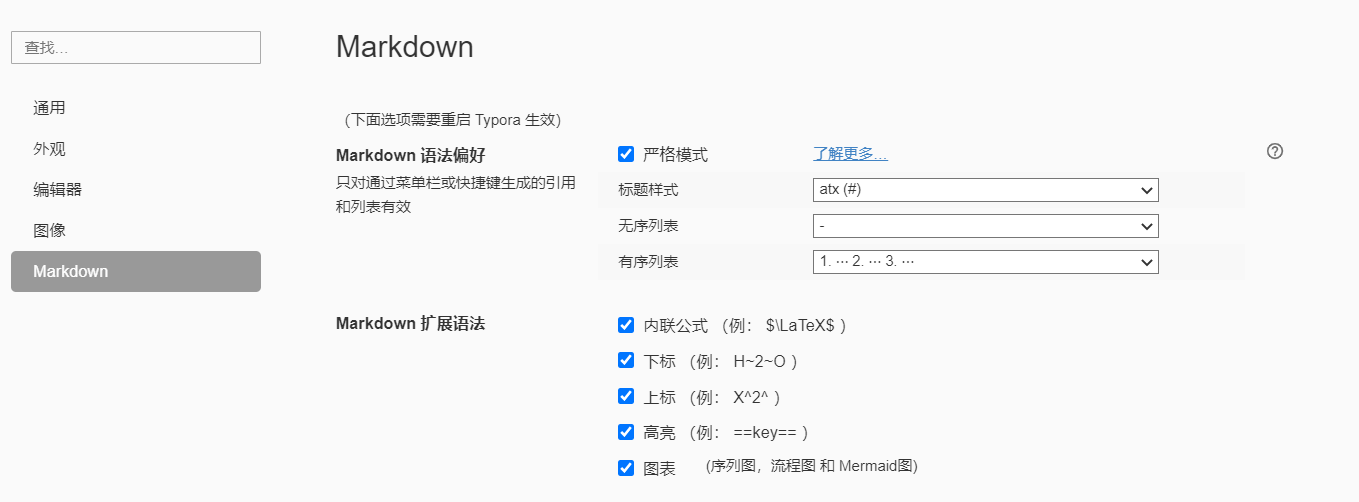 查找...
通用
外观
编辑器
图像
Markdown
Markdown
(下面选项需要重启 Typora 生效)
Markdown 语法偏好
只对通过菜单栏或快捷键生成的引用
和列表有效
严格模式 了解更多...
标题样式 atx (#)
无序列表 -
有序列表 1. ··· 2. ··· 3. ···
Markdown 扩展语法
内联公式 (例： $\LaTeX$ )
下标 (例： H~2~O )
上标 (例： X^2^ )
高亮 (例： ==key== )
图表 (序列图，流程图 和 Mermaid图)